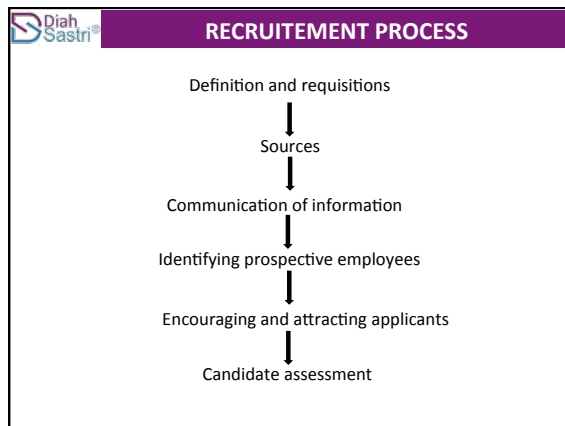 Diah
Sastri®
RECRUITEMENT PROCESS
Definition and requisitions
Sources
Communication of information
Identifying prospective employees
Encouraging and attracting applicants
Candidate assessment